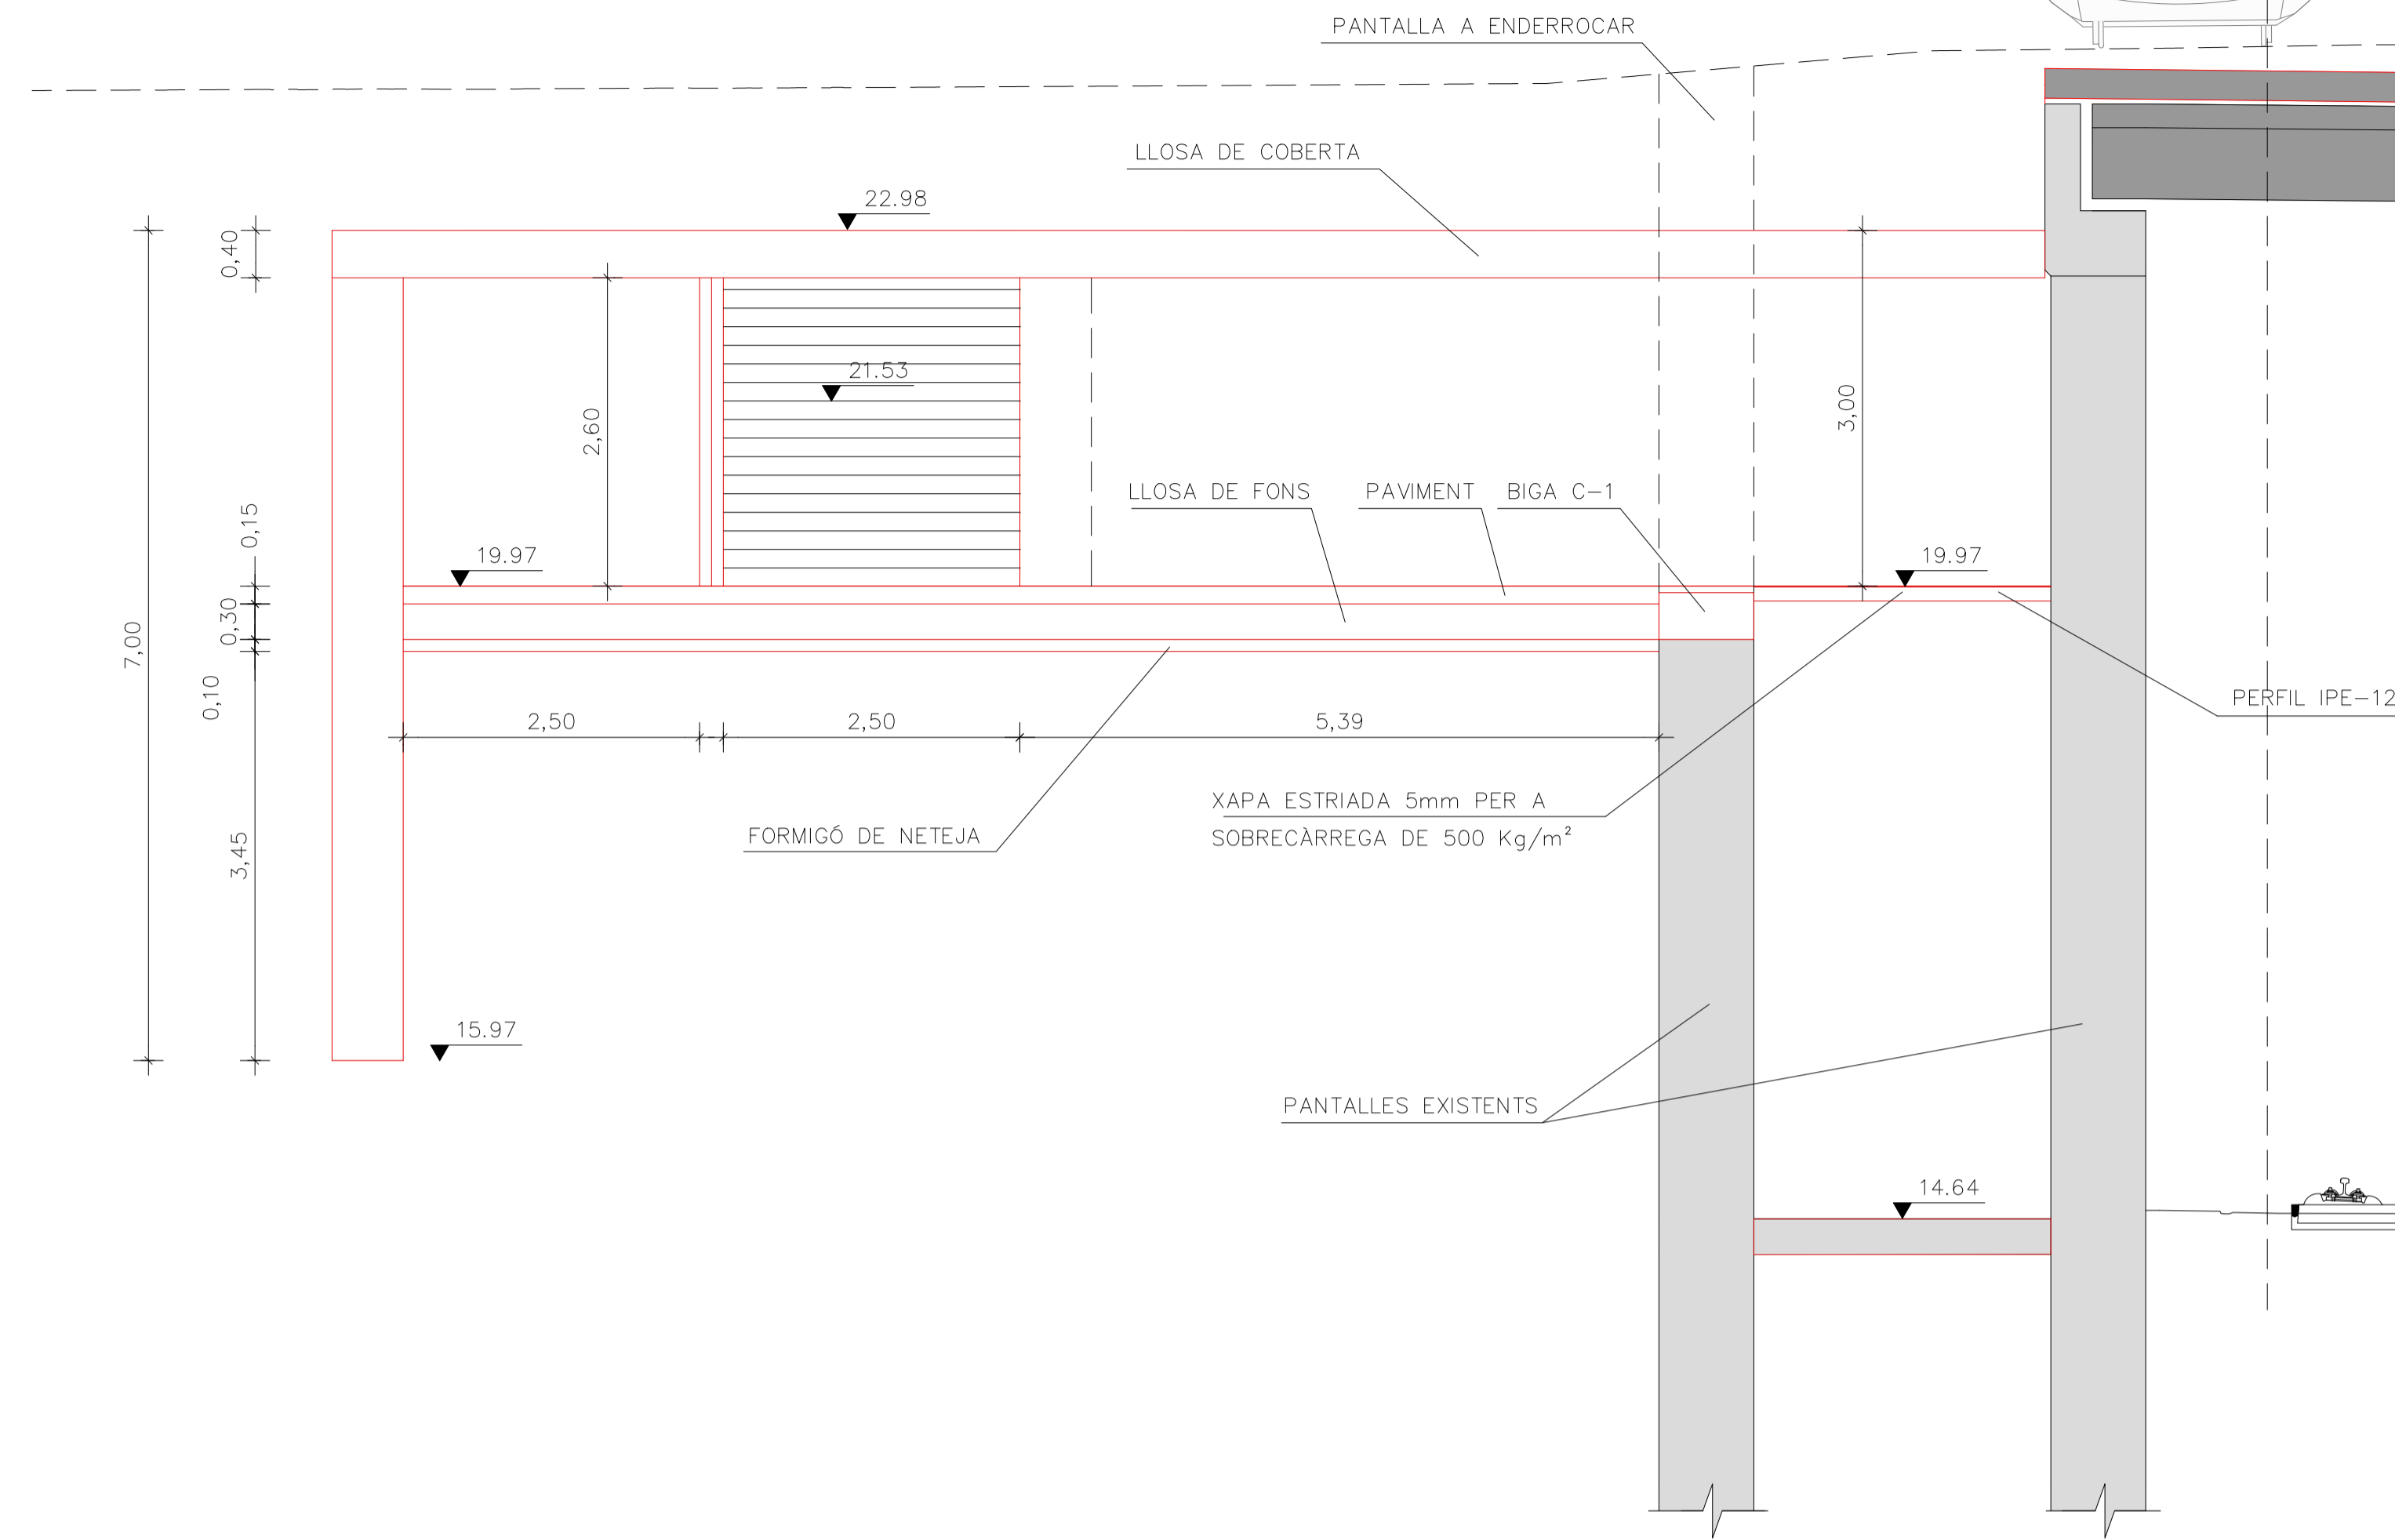 PANTALLA A ENDERROCAR
LLOSA DE COBERTA
22.98
0,40
21.53
2,60
3,00
LLOSA DE FONS
PAVIMENT
BIGA C-1
0,15
19.97
19.97
0,30
7,00
0,10
PERFIL IPE-12
2,50
2,50
5,39
XAPA ESTRIADA 5mm PER A
SOBRECÀRREGA DE 500 Kg/m²
FORMIGÓ DE NETEJA
3,45
15.97
PANTALLES EXISTENTS
14.64